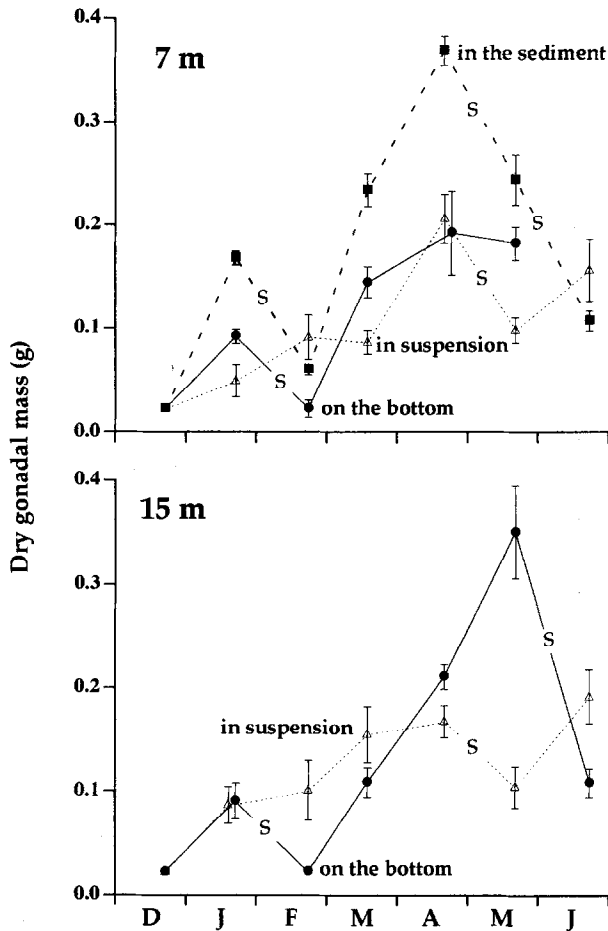 0.4
7 m
in the sediment
S
0.3
S
0.2
S
S
0.1
in suspension
S
on the bottom
0.0
Dry gonadal mass (g)
0.4
15 m
0.3
S
0.2
in suspension
S
0.1
S
on the bottom
0.0
D J F M A M J